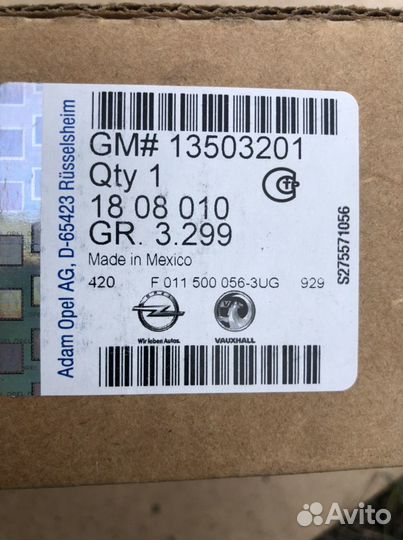 Adam Opel AG, D-65423 Rüsselsheim
GM# 13503201
Qty 1
18 08 010
GR. 3.299
Made in Mexico
420 F 011 500 056-3UG 929
Wir leben Autos.
VAUXHALL
S275571056
Avito